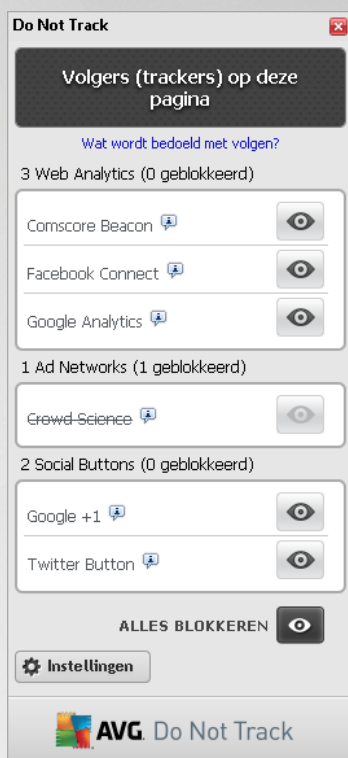 Do Not Track
Volgers (trackers) op deze
pagina
Wat wordt bedoeld met volgen?
3 Web Analytics (0 geblokkeerd)
Comscore Beacon
Facebook Connect
Google Analytics
1 Ad Networks (1 geblokkeerd)
Crowd Science
2 Social Buttons (0 geblokkeerd)
Google +1
Twitter Button
ALLES BLOKKEREN
Instellingen
AVG. Do Not Track